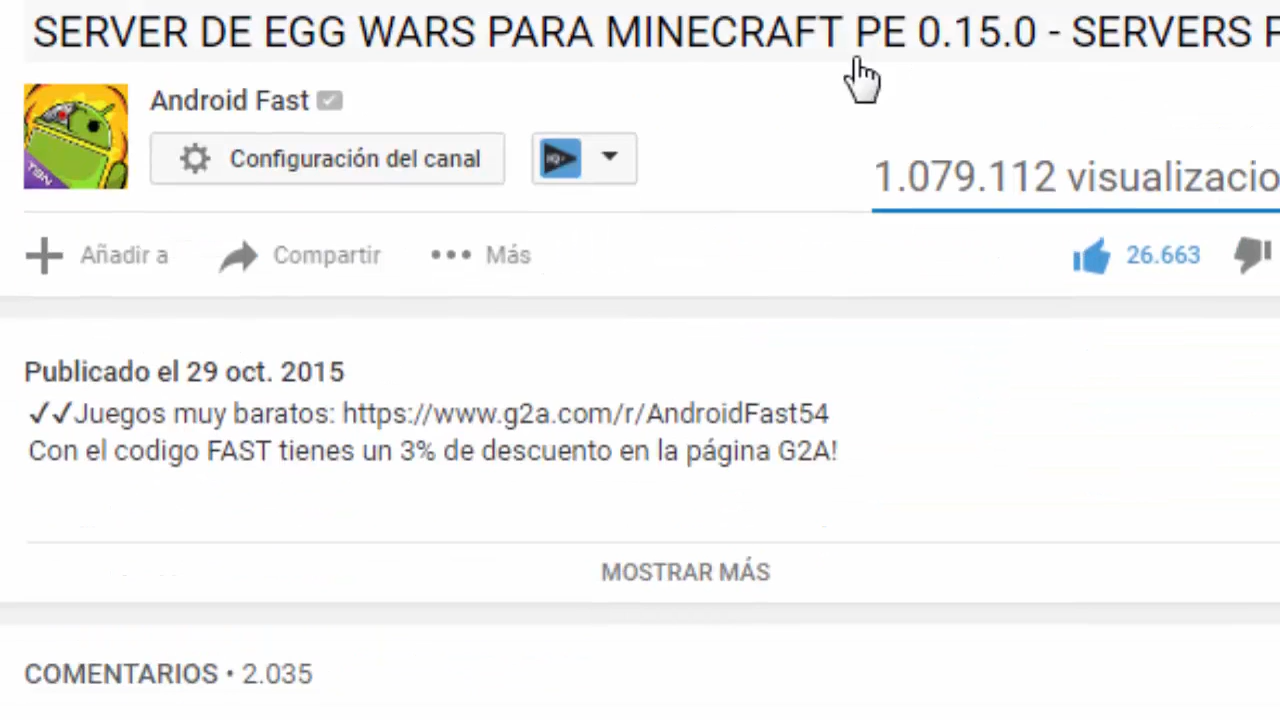 SERVER DE EGG WARS PARA MINECRAFT PE 0.15.0 - SERVERS
Android Fast
Configuración del canal
HQ+
1.079.112 visualizacio
Añadir a
Compartir
Más
26.663
Publicado el 29 oct. 2015
✓✓Juegos muy baratos: https://www.g2a.com/r/AndroidFast54
Con el codigo FAST tienes un 3% de descuento en la página G2A!
MOSTRAR MÁS
COMENTARIOS • 2.035